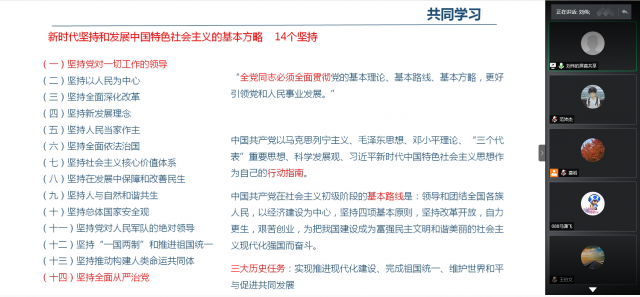 共同学习
新时代坚持和发展中国特色社会主义的基本方略 14个坚持
（一）坚持党对一切工作的领导
（二）坚持以人民为中心
（三）坚持全面深化改革
（四）坚持新发展理念
（五）坚持人民当家作主
（六）坚持全面依法治国
（七）坚持社会主义核心价值体系
（八）坚持在发展中保障和改善民生
（九）坚持人与自然和谐共生
（十）坚持总体国家安全观
（十一）坚持党对人民军队的绝对领导
（十二）坚持“一国两制”和推进祖国统一
（十三）坚持推动构建人类命运共同体
（十四）坚持全面从严治党
“全党同志必须全面贯彻党的基本理论、基本路线、基本方略，更好
引领党和人民事业发展。”
中国共产党以马克思列宁主义、毛泽东思想、邓小平理论、“三个代
表”重要思想、科学发展观、习近平新时代中国特色社会主义思想作
为自己的行动指南。
中国共产党在社会主义初级阶段的基本路线是：领导和团结全国各族
人民，以经济建设为中心，坚持四项基本原则，坚持改革开放，自力
更生，艰苦创业，为把我国建设成为富强民主文明和谐美丽的社会主
义现代化强国而奋斗。
三大历史任务：实现推进现代化建设、完成祖国统一、维护世界和平
与促进共同发展
正在讲话: